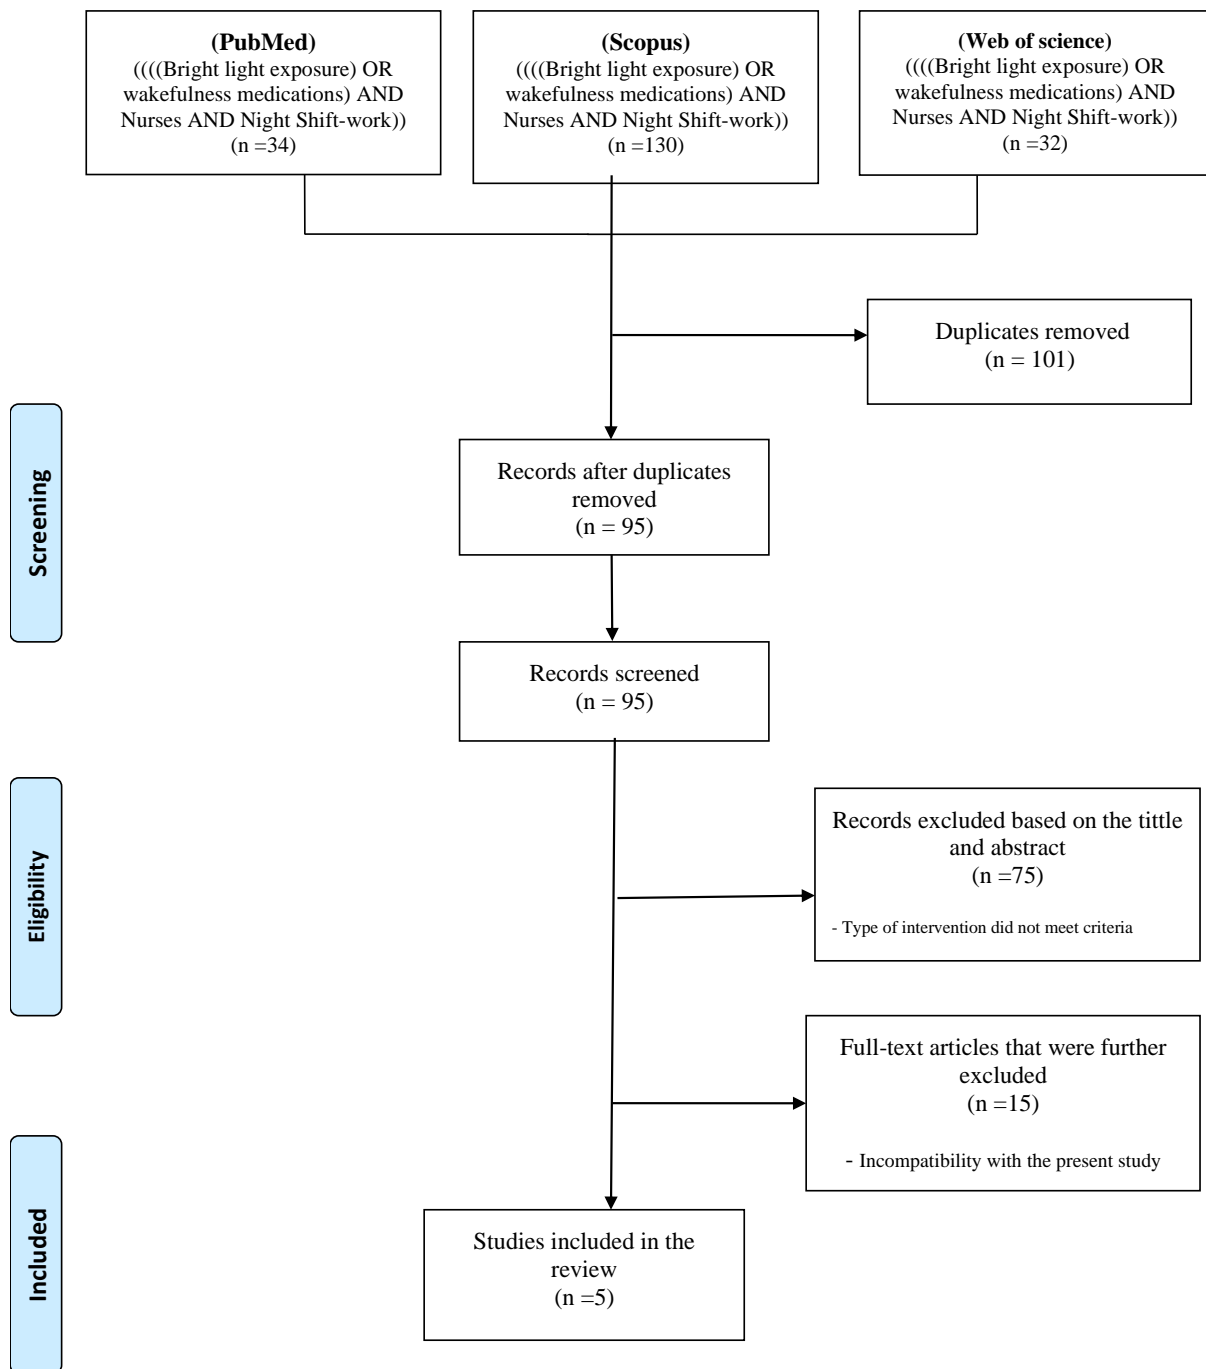 (PubMed)
((((Bright light exposure) OR
wakefulness medications) AND
Nurses AND Night Shift-work))
(n =34)
(Scopus)
((((Bright light exposure) OR
wakefulness medications) AND
Nurses AND Night Shift-work))
(n =130)
(Web of science)
((((Bright light exposure) OR
wakefulness medications) AND
Nurses AND Night Shift-work))
(n =32)
Duplicates removed
(n = 101)
Screening
Records after duplicates
removed
(n = 95)
Records screened
(n = 95)
Eligibility
Records excluded based on the tittle
and abstract
(n =75)
- Type of intervention did not meet criteria
Full-text articles that were further
excluded
(n =15)
- Incompatibility with the present study
Included
Studies included in the
review
(n =5)